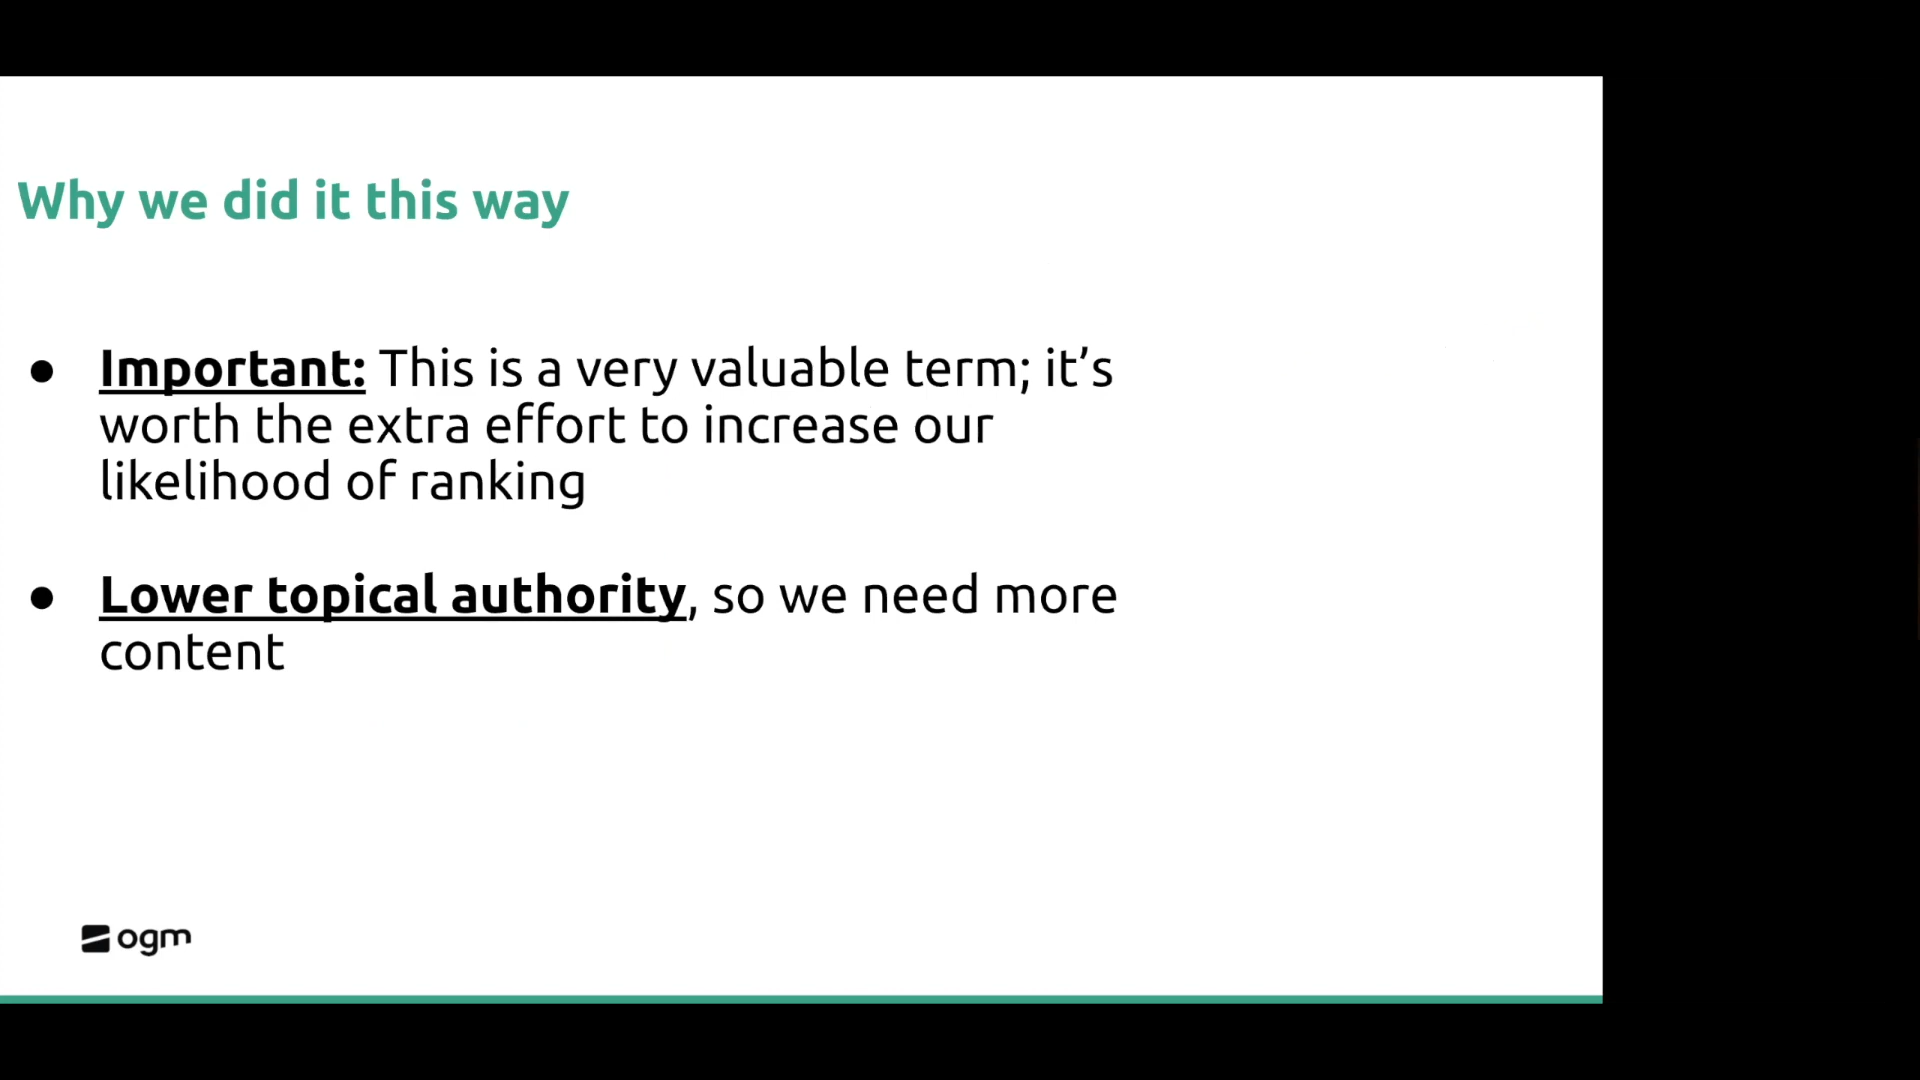 Why we did it this way
● Important: This is a very valuable term; it’s
worth the extra effort to increase our
likelihood of ranking
● Lower topical authority, so we need more
content
ogm